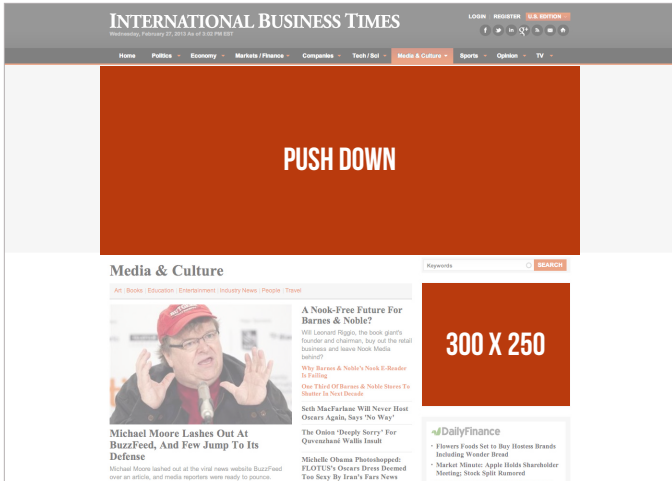 INTERNATIONAL BUSINESS TIMES
Wednesday, February 27, 2013 As of 5:02 PM EST
LOGIN REGISTER U.S. EDITION
Home Politics Economy Markets / Finance Companies Tech / Sci Media & Culture Sports Opinion TV
PUSH DOWN
Media & Culture
Keywords SEARCH
Art Books Education Entertainment Industry News People Travel
A Nook-Free Future For
Barnes & Noble?
Will Leonard Riggio, the book giant's
founder and chairman, buy out the retail
business and leave Nook Media
behind?
Why Barnes & Noble's Nook E-Reader
Is Failing
One Third Of Barnes & Noble Stores To
Shutter In Next Decade
Seth MacFarlane Will Never Host
Oscars Again, Says 'No Way'
The Onion 'Deeply Sorry' For
Quvenzhani Wallis Insult
Michelle Obama Photoshopped:
FLOTUS's Oscars Dress Deemed
Too Sexy By Iran's Fars News
Michael Moore Lashes Out At
BuzzFeed, And Few Jump To Its
Defense
Michael Moore lashed out at the viral news website BuzzFeed
over an article, and media reporters were ready to pounce.
300 X 250
DailyFinance
Flowers Foods Set to Buy Hostess Brands
Including Wonder Bread
Market Minute: Apple Holds Shareholder
Meeting; Stock Split Rumored